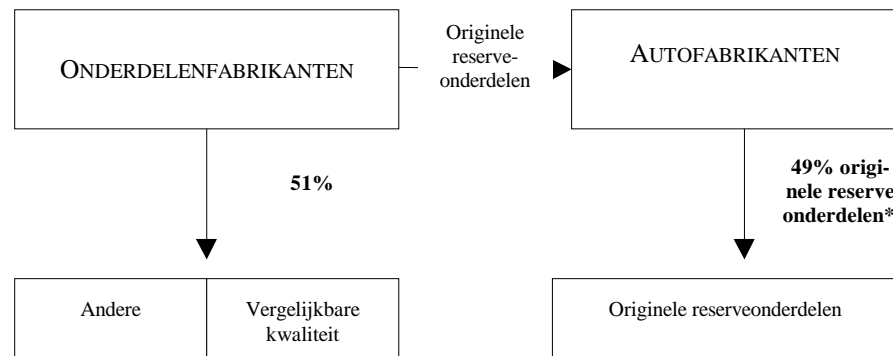 ONDERDELENFABRIKANTEN
Originele
reserve-
onderdelen
AUTOFABRIKANTEN
51%
49% origi-
nele reserve
onderdelen*
Andere
Vergelijkbare
kwaliteit
Originele reserveonderdelen